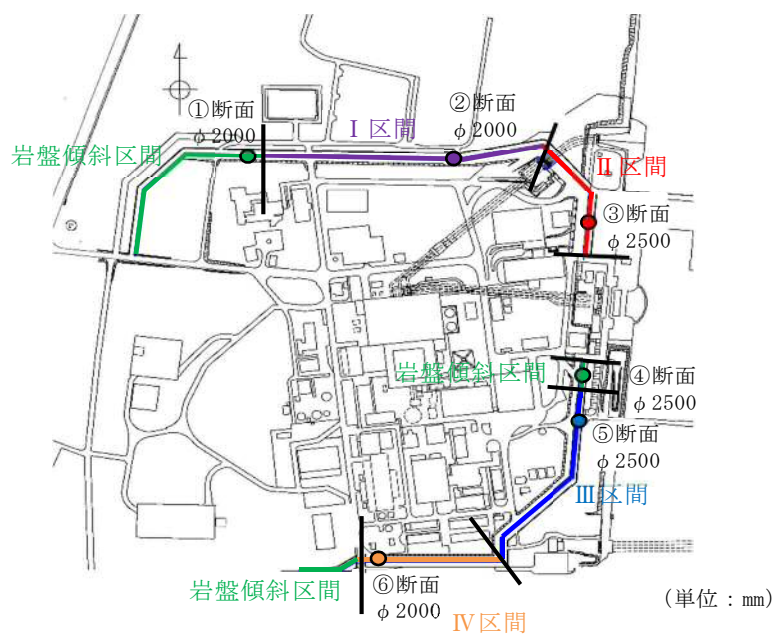 ①断面
φ2000
②断面
φ2000
Ⅰ区間
岩盤傾斜区間
Ⅱ区間
③断面
φ2500
岩盤傾斜区間
④断面
φ2500
⑤断面
φ2500
Ⅲ区間
岩盤傾斜区間
⑥断面
φ2000
Ⅳ区間
(単位：mm)